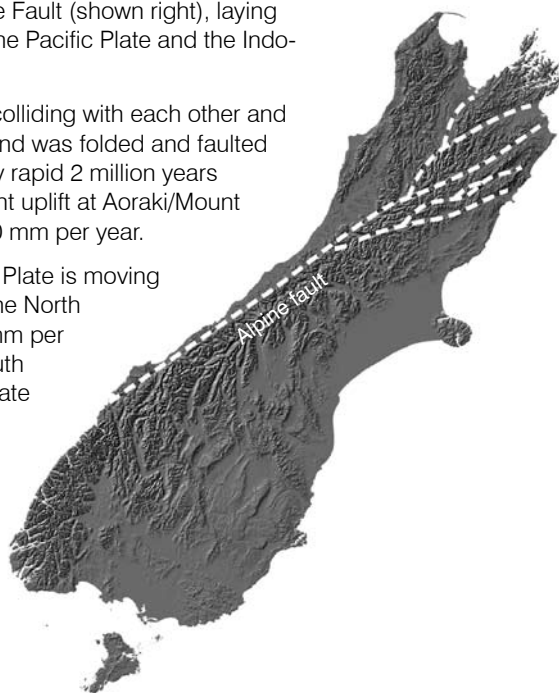 e Fault (shown right), laying
ne Pacific Plate and the Indo-
colliding with each other and
nd was folded and faulted
y rapid 2 million years
nt uplift at Aoraki/Mount
0 mm per year.
Plate is moving
ne North
nm per
uth
ate
Alpine fault